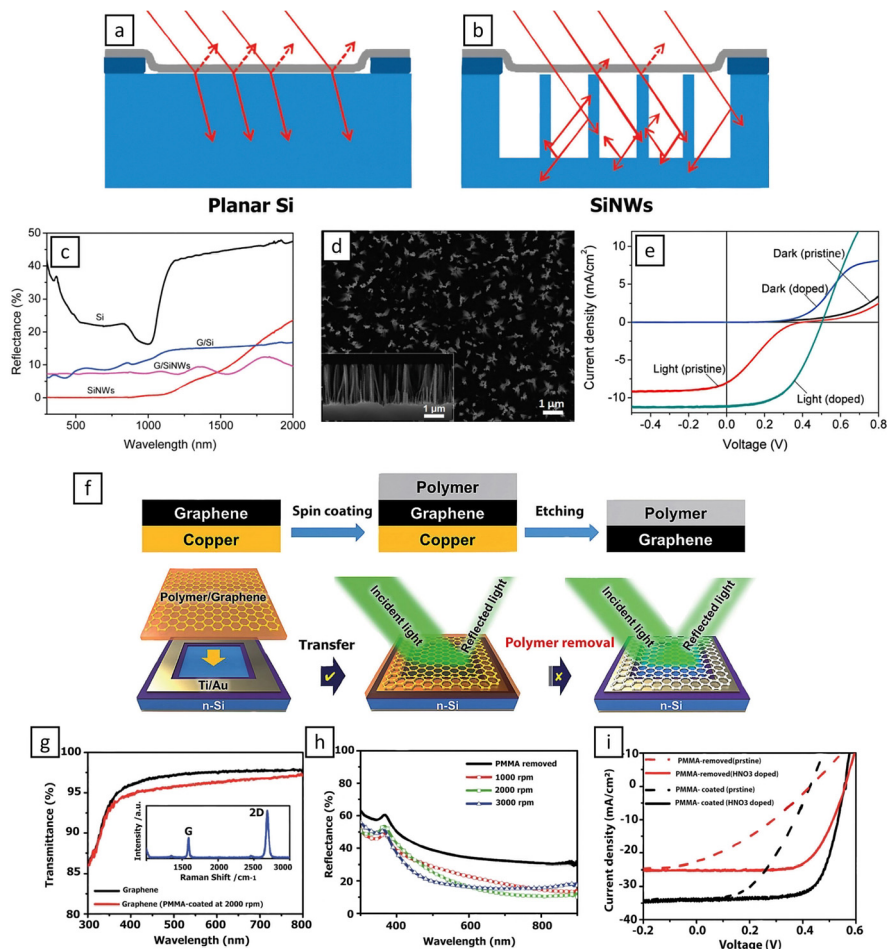 a
b
Planar Si
SiNWs
c
Reflectance (%)
50
40
30
20
10
0
Si
G/Si
G/SiNWs
SiNWs
500
1000
1500
2000
Wavelength (nm)
d
1 µm
1 µm
e
Current density (mA/cm²)
10
5
0
-5
-10
Dark (pristine)
Dark (doped)
Light (pristine)
Light (doped)
-0.4
-0.2
0.0
0.2
0.4
0.6
0.8
Voltage (V)
f
Graphene
Copper
Spin coating
Polymer
Graphene
Copper
Etching
Polymer
Graphene
Polymer/Graphene
Ti/Au
n-Si
Transfer
Incident light
Reflected light
n-Si
Polymer removal
Incident light
Reflected light
n-Si
g
Transmittance (%)
100
95
90
85
80
Intensity /a.u.
G
2D
1000
2000
2500
3000
Raman Shift /cm-1
Graphene
Graphene (PMMA-coated at 2000 rpm)
300
400
500
600
700
800
Wavelength (nm)
h
Reflectance (%)
100
80
60
40
20
0
PMMA removed
1000 rpm
2000 rpm
3000 rpm
400
600
800
Wavelength (nm)
i
Current density (mA/cm²)
10
0
-10
-20
-30
-40
PMMA-removed(prstine)
PMMA-removed(HNO3 doped)
PMMA- coated (prstine)
PMMA- coated (HNO3 doped)
-0.2
0.0
0.2
0.4
0.6
Voltage (V)